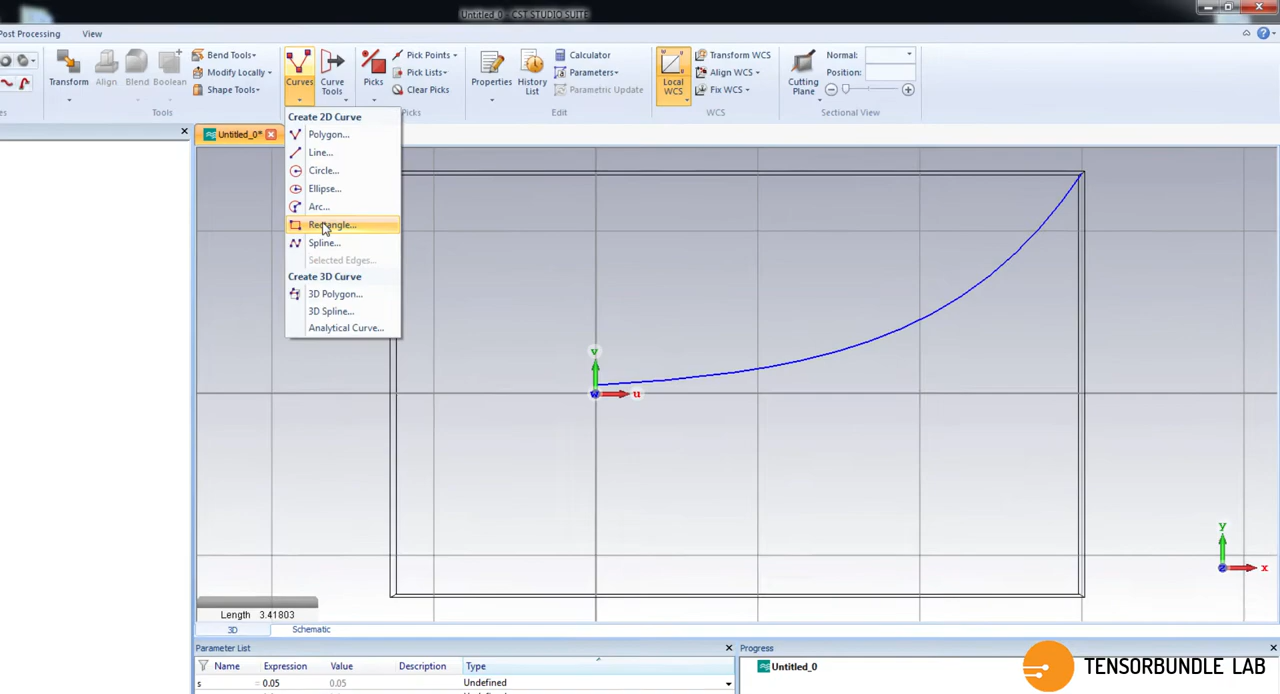 Untitled_0 - CST STUDIO SUITE
Post Processing View
Transform
Align
Blend
Boolean
Bend Tools
Modify Locally
Shape Tools
Tools
Curves
Curve Tools
Picks
Pick Points
Pick Lists
Clear Picks
Picks
Properties
History List
Calculator
Parameters
Parametric Update
Edit
Local WCS
Transform WCS
Align WCS
Fix WCS
WCS
Cutting Plane
Normal:
Position:
Sectional View
Untitled_0*
Create 2D Curve
Polygon...
Line...
Circle...
Ellipse...
Arc...
Rectangle...
Spline...
Selected Edges...
Create 3D Curve
3D Polygon...
3D Spline...
Analytical Curve...
v
u
w
y
x
z
Length 3.41803
3D Schematic
Parameter List
Name Expression Value Description Type
s = 0.05 0.05 Undefined
Progress
Untitled_0
TENSORBUNDLE LAB